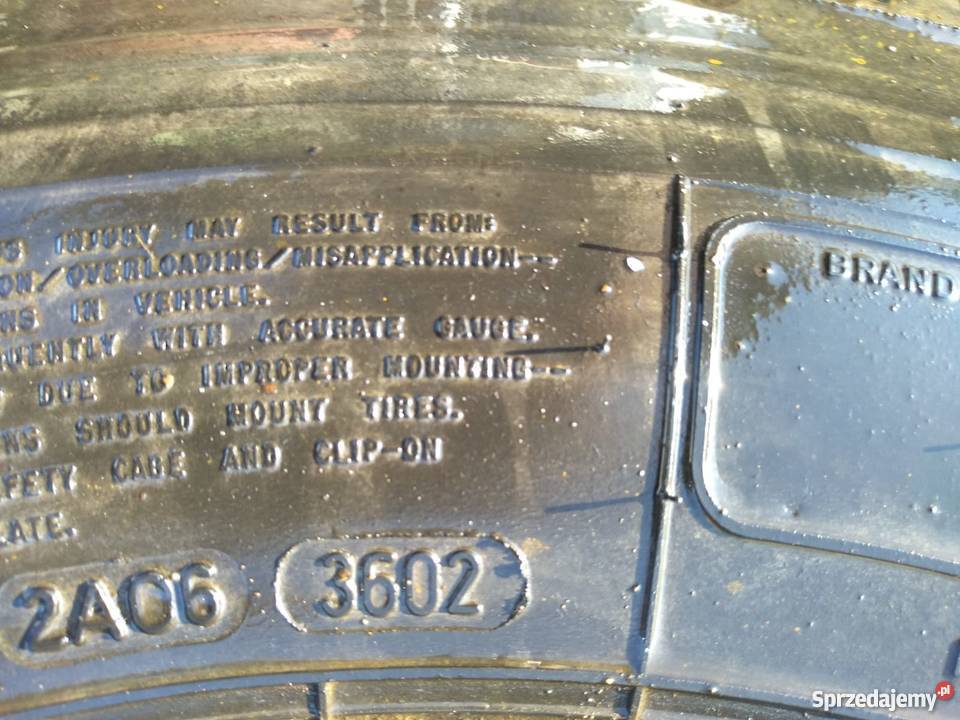 INJURY MAY RESULT FROM:
ON/OVERLOADING/MISAPPLICATION--
NS IN VEHICLE.
UENTLY WITH ACCURATE GAUGE.
DUE TO IMPROPER MOUNTING--
NS SHOULD MOUNT TIRES.
FETY CAGE AND CLIP-ON
LATE.
BRAND
2A06
3602
Sprzedajemy.pl